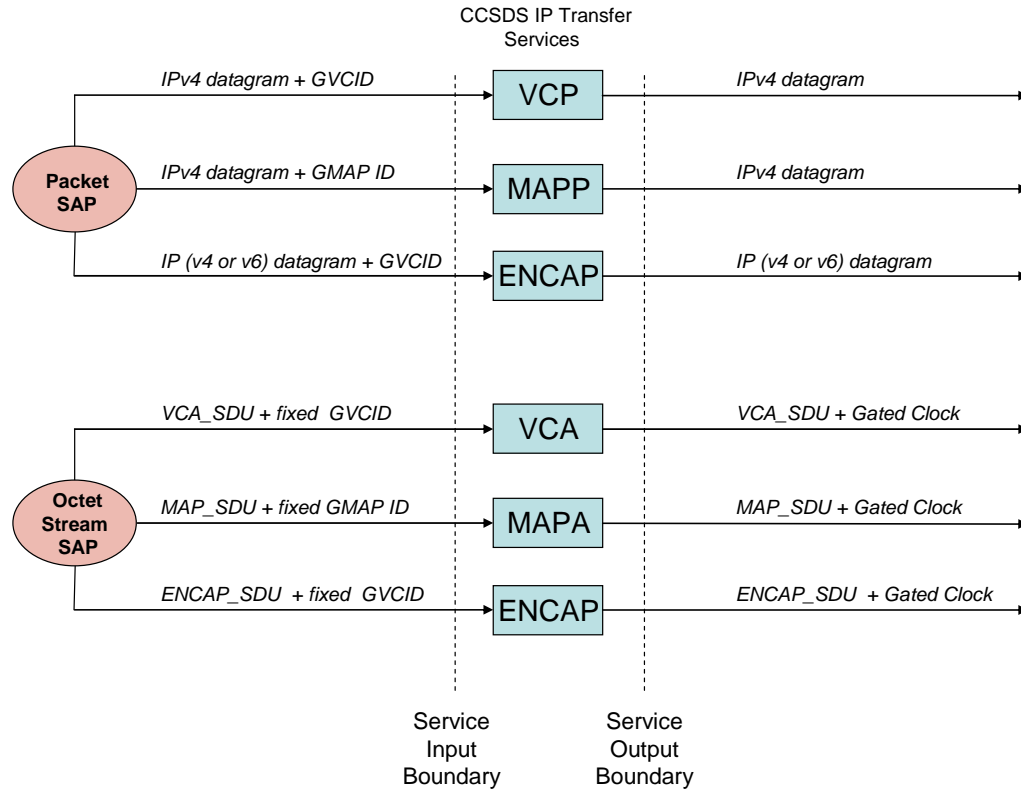 CCSDS IP Transfer
Services
IPv4 datagram + GVCID
VCP
IPv4 datagram
Packet
SAP
IPv4 datagram + GMAP ID
MAPP
IPv4 datagram
IP (v4 or v6) datagram + GVCID
ENCAP
IP (v4 or v6) datagram
VCA_SDU + fixed  GVCID
VCA
VCA_SDU + Gated Clock
Octet
Stream
SAP
MAP_SDU + fixed GMAP ID
MAPA
MAP_SDU + Gated Clock
ENCAP_SDU  + fixed  GVCID
ENCAP
ENCAP_SDU  + Gated Clock
Service
Input
Boundary
Service
Output
Boundary